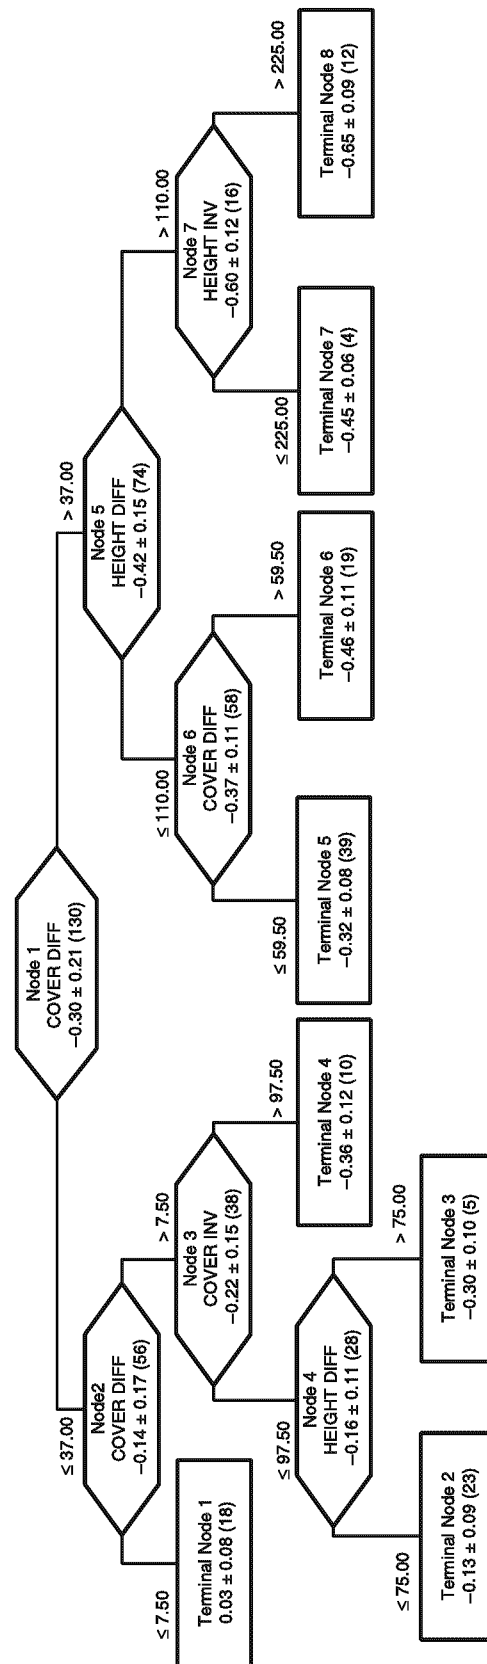 Node 1
COVER DIFF
−0.30 ± 0.21 (130)
≤ 37.00
> 37.00
Node2
COVER DIFF
−0.14 ± 0.17 (56)
Node 5
HEIGHT DIFF
−0.42 ± 0.15 (74)
≤ 7.50
> 7.50
≤ 110.00
> 110.00
Terminal Node 1
0.03 ± 0.08 (18)
Node 3
COVER INV
−0.22 ± 0.15 (38)
Node 6
COVER DIFF
−0.37 ± 0.11 (58)
Node 7
HEIGHT INV
−0.60 ± 0.12 (16)
≤ 97.50
> 97.50
≤ 59.50
> 59.50
≤ 225.00
> 225.00
Node 4
HEIGHT DIFF
−0.16 ± 0.11 (28)
Terminal Node 4
−0.36 ± 0.12 (10)
Terminal Node 5
−0.32 ± 0.08 (39)
Terminal Node 6
−0.46 ± 0.11 (19)
Terminal Node 7
−0.45 ± 0.06 (4)
Terminal Node 8
−0.65 ± 0.09 (12)
≤ 75.00
> 75.00
Terminal Node 2
−0.13 ± 0.09 (23)
Terminal Node 3
−0.30 ± 0.10 (5)